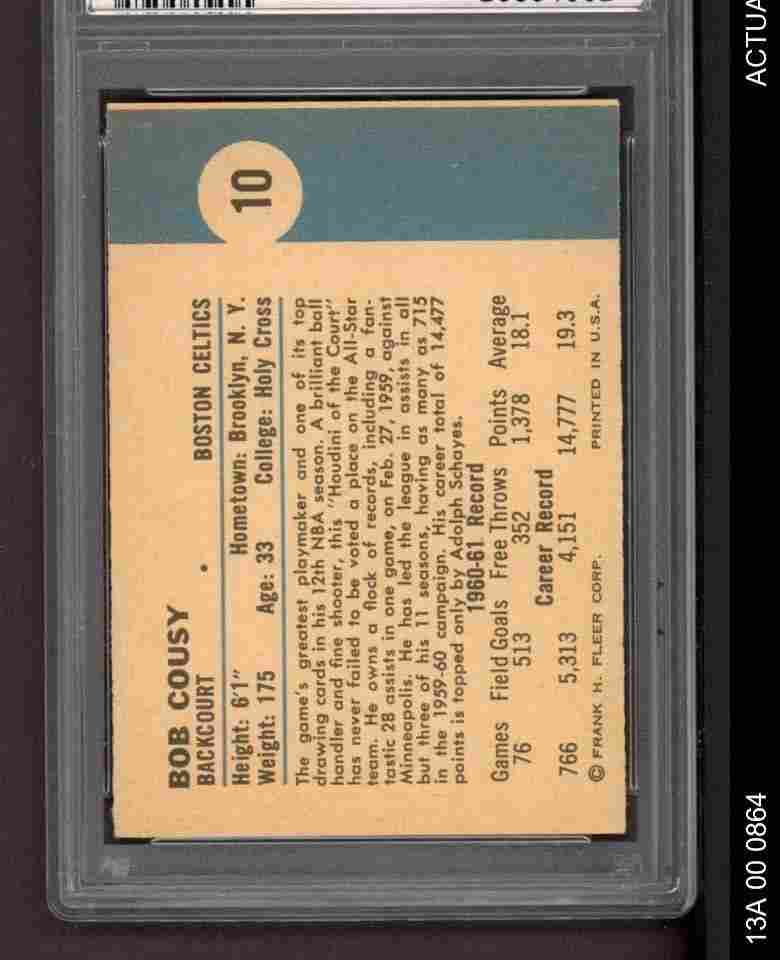 10
BOB COUSY
BACKCOURT • BOSTON CELTICS
Height: 6'1" Hometown: Brooklyn, N. Y.
Weight: 175 Age: 33 College: Holy Cross
The game's greatest playmaker and one of its top
drawing cards in his 12th NBA season. A brilliant ball
handler and fine shooter, this "Houdini of the Court"
has never failed to be voted a place on the All-Star
team. He owns a flock of records, including a fan-
tastic 28 assists in one game, on Feb. 27, 1959, against
Minneapolis. He has led the league in assists in all
but three of his 11 seasons, having as many as 715
in the 1959-60 campaign. His career total of 14,477
points is topped only by Adolph Schayes.
1960-61 Record
Games Field Goals Free Throws Points Average
76 513 352 1,378 18.1
Career Record
766 5,313 4,151 14,777 19.3
© FRANK H. FLEER CORP. PRINTED IN U.S.A.
13A 00 0864